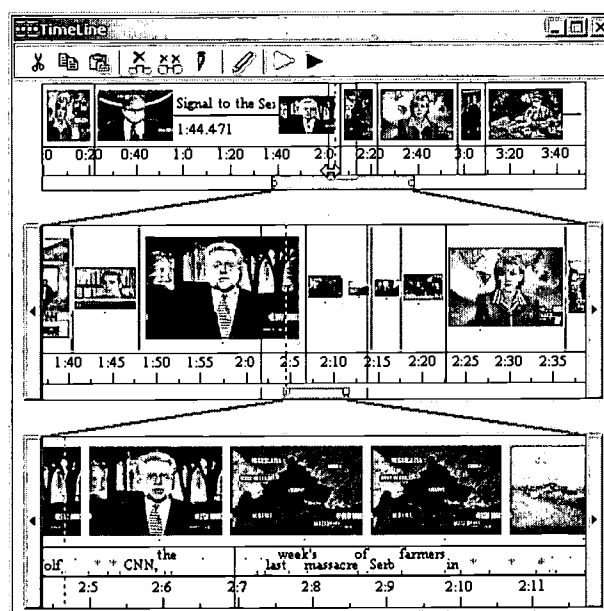 TimeLine
Signal to the Se
1:44.471
:0 0:20 0:40 1:0 1:20 1:40 2:0 2:20 2:40 3:0 3:20 3:40
1:40 1:45 1:50 1:55 2:0 2:5 2:10 2:15 2:20 2:25 2:30 2:35
the week's of farmers
olf * * CNN, last massacre Serb in * * *
2:5 2:6 2:7 2:8 2:9 2:10 2:11